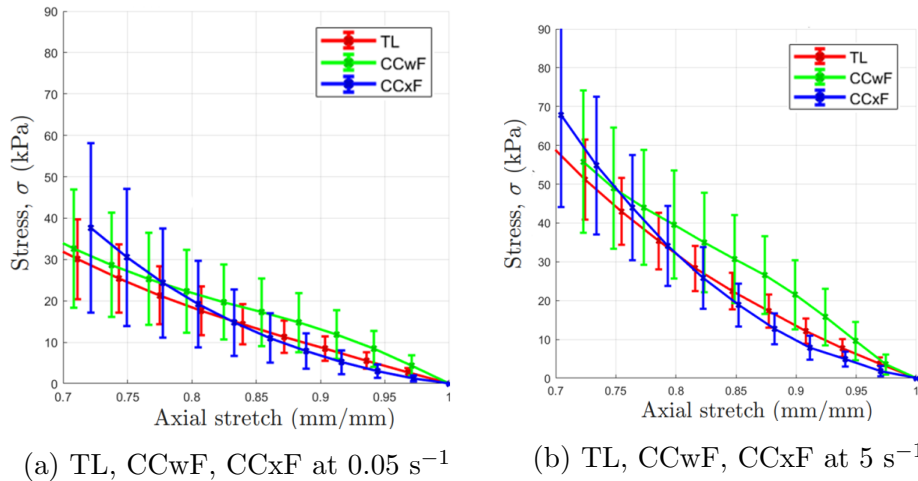 90
80
70
60
50
40
30
20
10
0
Stress, σ (kPa)
TL
CCwF
CCxF
0.7 0.75 0.8 0.85 0.9 0.95 1
Axial stretch (mm/mm)
(a) TL, CCwF, CCxF at 0.05 s⁻¹
90
80
70
60
50
40
30
20
10
0
Stress, σ (kPa)
TL
CCwF
CCxF
0.7 0.75 0.8 0.85 0.9 0.95 1
Axial stretch (mm/mm)
(b) TL, CCwF, CCxF at 5 s⁻¹